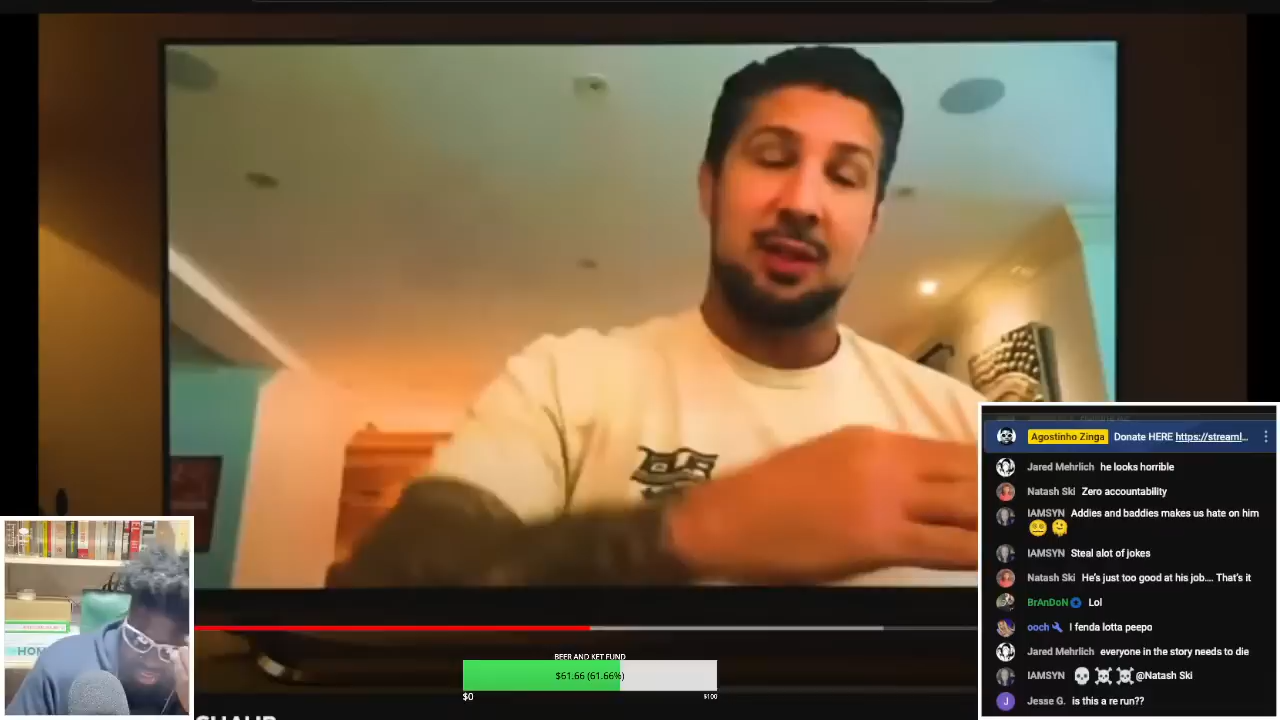 Agostinho Zinga Donate HERE https://streaml...
Jared Mehrlich he looks horrible
Natash Ski Zero accountability
IAMSYN Addies and baddies makes us hate on him
IAMSYN Steal alot of jokes
Natash Ski He's just too good at his job.... That's it
BrAnDoN Lol
ooch I fenda lotta peepo
Jared Mehrlich everyone in the story needs to die
IAMSYN @Natash Ski
Jesse G. is this a re run??
HOM
BEER AND KET FUND
$61.66 (61.66%)
$0
$100